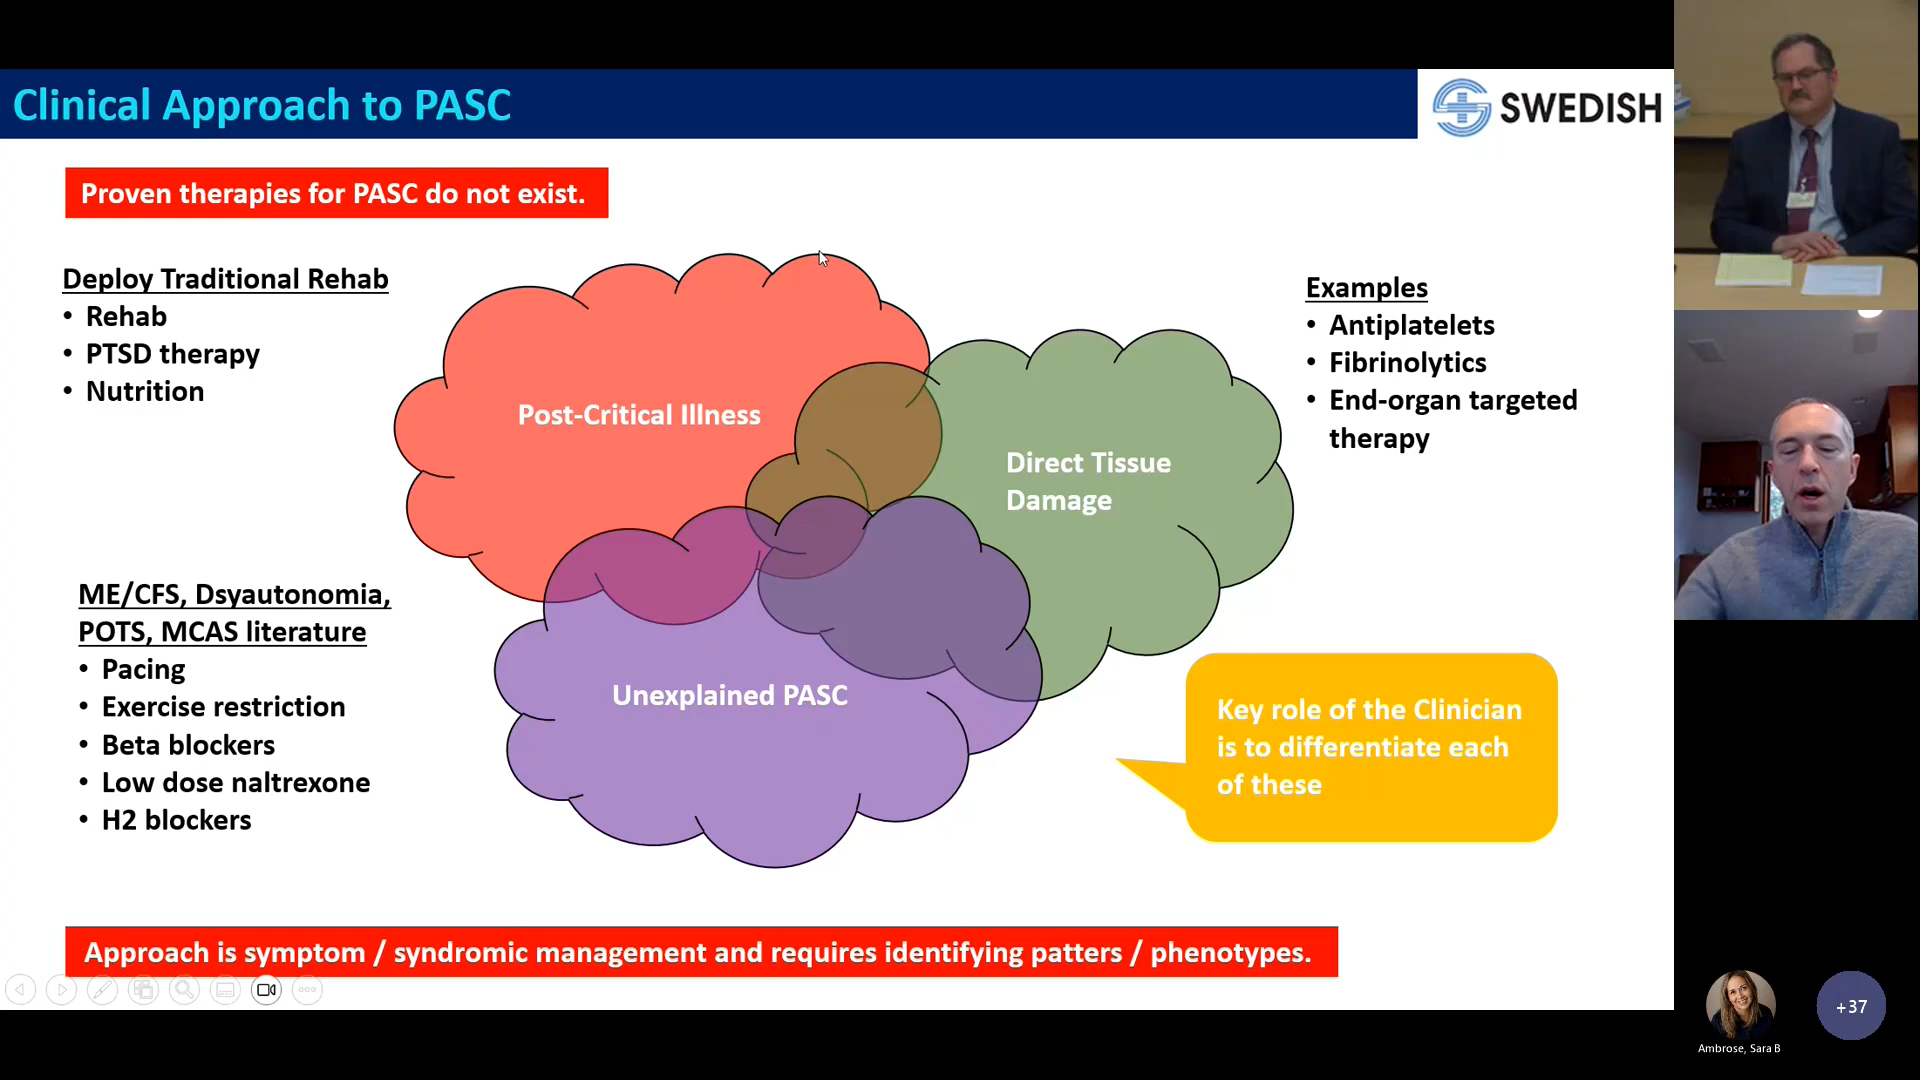 Clinical Approach to PASC
SWEDISH
Proven therapies for PASC do not exist.
Deploy Traditional Rehab
• Rehab
• PTSD therapy
• Nutrition
Post-Critical Illness
Direct Tissue
Damage
Examples
• Antiplatelets
• Fibrinolytics
• End-organ targeted
therapy
ME/CFS, Dsyautonomia,
POTS, MCAS literature
• Pacing
• Exercise restriction
• Beta blockers
• Low dose naltrexone
• H2 blockers
Unexplained PASC
Key role of the Clinician
is to differentiate each
of these
Approach is symptom / syndromic management and requires identifying patters / phenotypes.
+37
Ambrose, Sara B